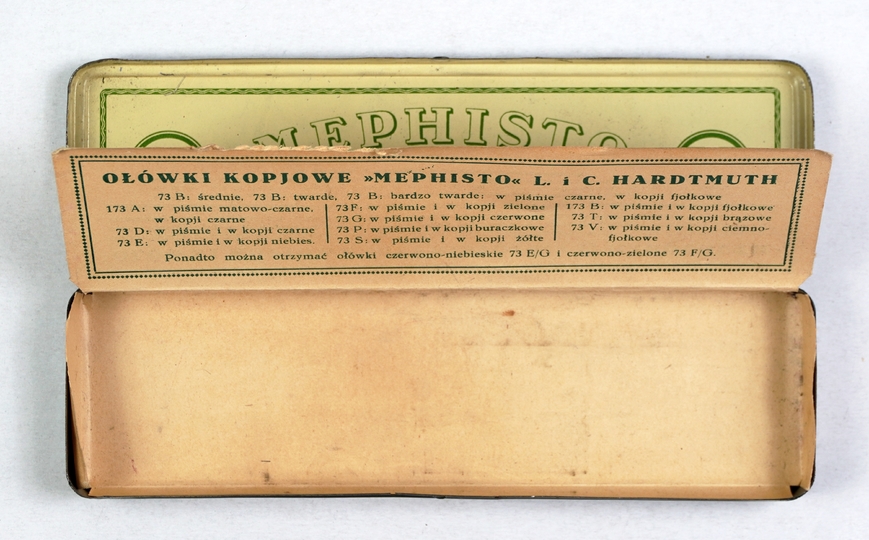 MEPHISTO
OŁÓWKI KOPJOWE »MEPHISTO« L. i C. HARDTMUTH
73 B: średnie, 73 B: twarde, 73 B: bardzo twarde: w piśmie czarne, w kopji fjołkowe
173 A: w piśmie matowo-czarne,
w kopji czarne
73 D: w piśmie i w kopji czarne
73 E: w piśmie i w kopji niebies.
73 F: w piśmie i w kopji zielone
73 G: w piśmie i w kopji czerwone
73 P: w piśmie i w kopji buraczkowe
73 S: w piśmie i w kopji żółte
173 B: w piśmie i w kopji fjołkowe
73 T: w piśmie i w kopji brązowe
73 V: w piśmie i w kopji ciemno-
fjołkowe
Ponadto można otrzymać ołówki czerwono-niebieskie 73 E/G i czerwono-zielone 73 F/G.